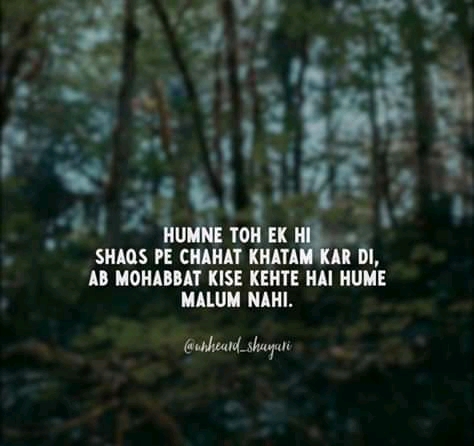 HUMNE TOH EK HI
SHAQS PE CHAHAT KHATAM KAR DI,
AB MOHABBAT KISE KEHTE HAI HUME
MALUM NAHI.
@unheard_shayari